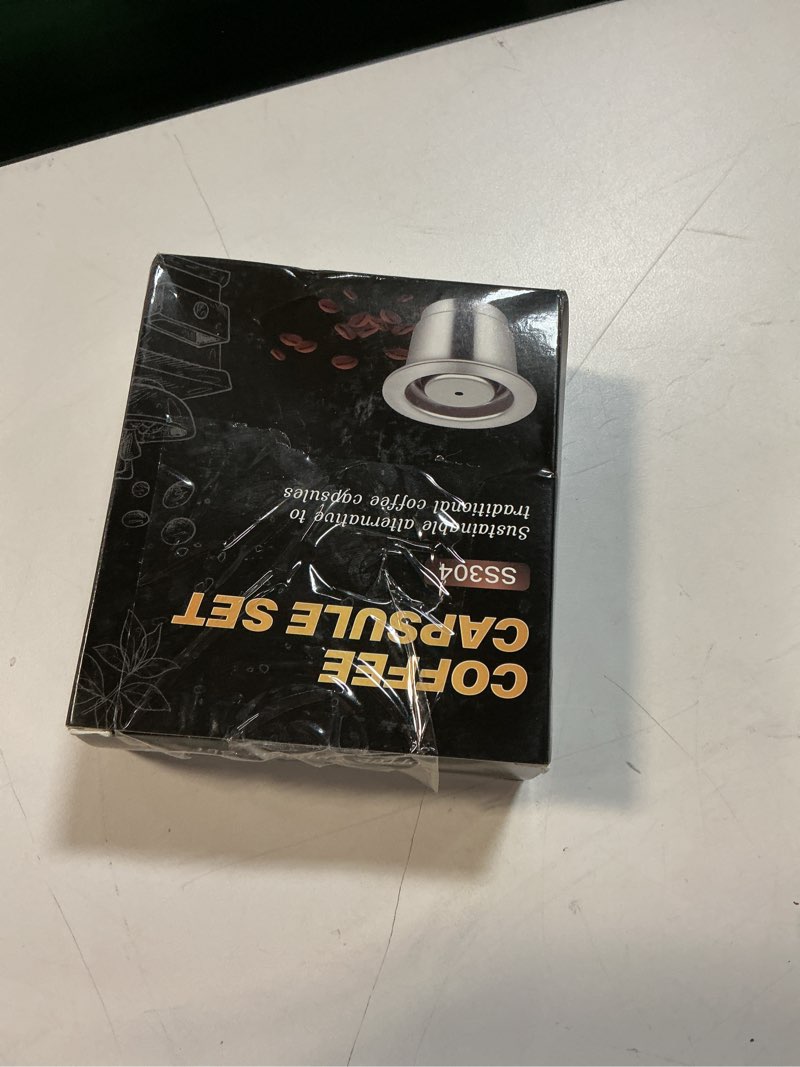 COFFEE
CAPSULE SET
SS304
Sustainable alternative to
traditional coffee capsules